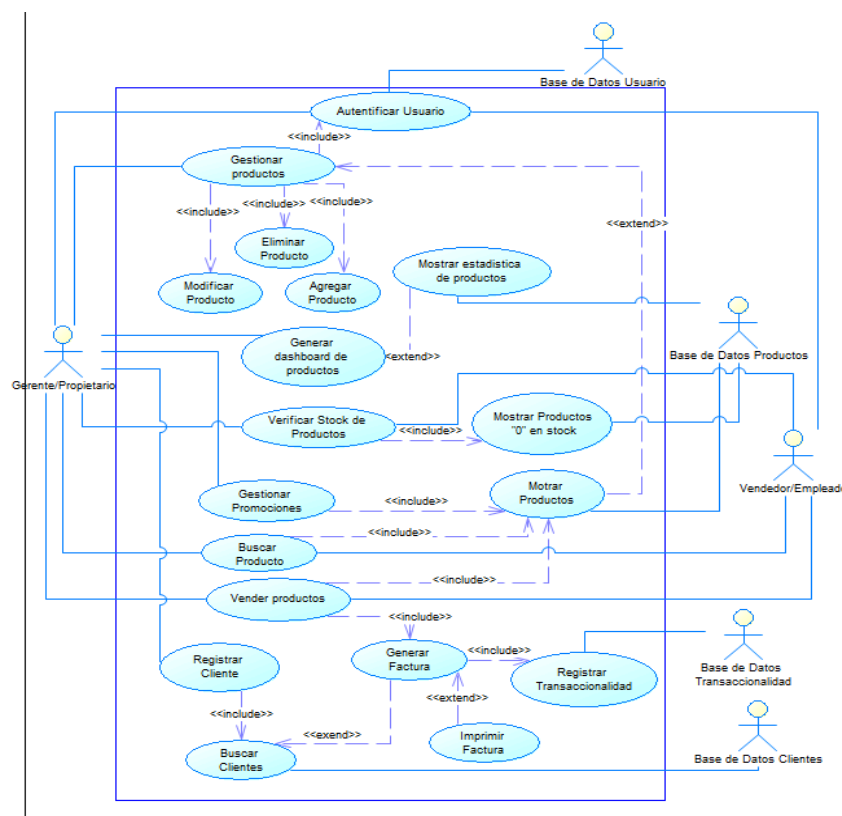 Base de Datos Usuario
Autentificar Usuario
<<include>>
Gestionar
productos
<<include>>
<<include>>
<<include>>
<<extend>>
Eliminar
Producto
Mostrar estadistica
de productos
Modificar
Producto
Agregar
Producto
Generar
dashboard de
productos
<extend>>
Base de Datos Productos
Gerente/Propietario
Verificar Stock de
Productos
<<include>>
Mostrar Productos
"0" en stock
Vendedor/Empleado
Gestionar
Promociones
<<include>>
Motrar
Productos
Buscar
Producto
<<include>>
<<include>>
Vender productos
<<include>>
Registrar
Cliente
Generar
Factura
<<include>>
Registrar
Transaccionalidad
Base de Datos
Transaccionalidad
<<include>>
<<extend>>
<<exend>>
Imprimir
Factura
Buscar
Clientes
Base de Datos Clientes